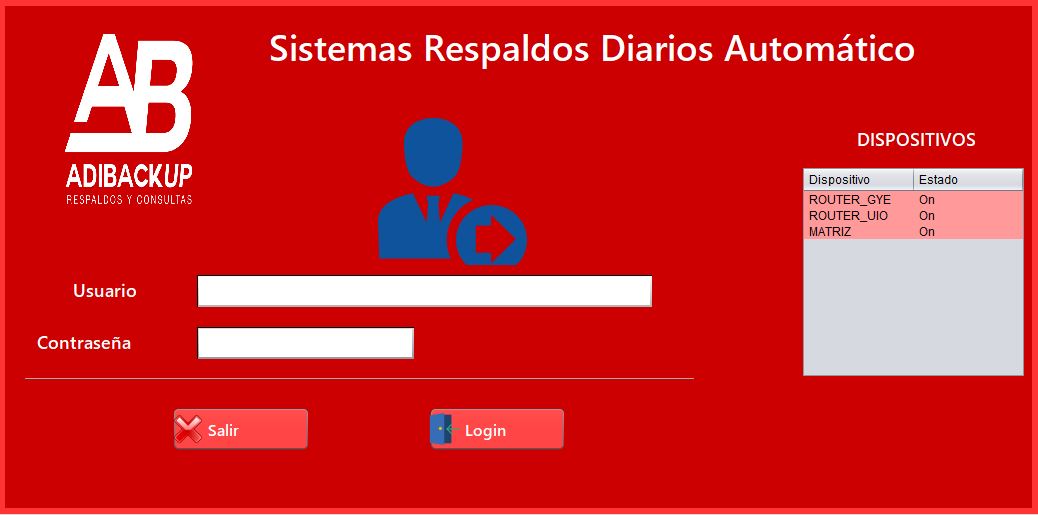 Sistemas Respaldos Diarios Automático
AB
ADIBACKUP
RESPALDOS Y CONSULTAS
DISPOSITIVOS
Dispositivo Estado
ROUTER_GYE On
ROUTER_UIO On
MATRIZ On
Usuario
Contraseña
Salir
Login